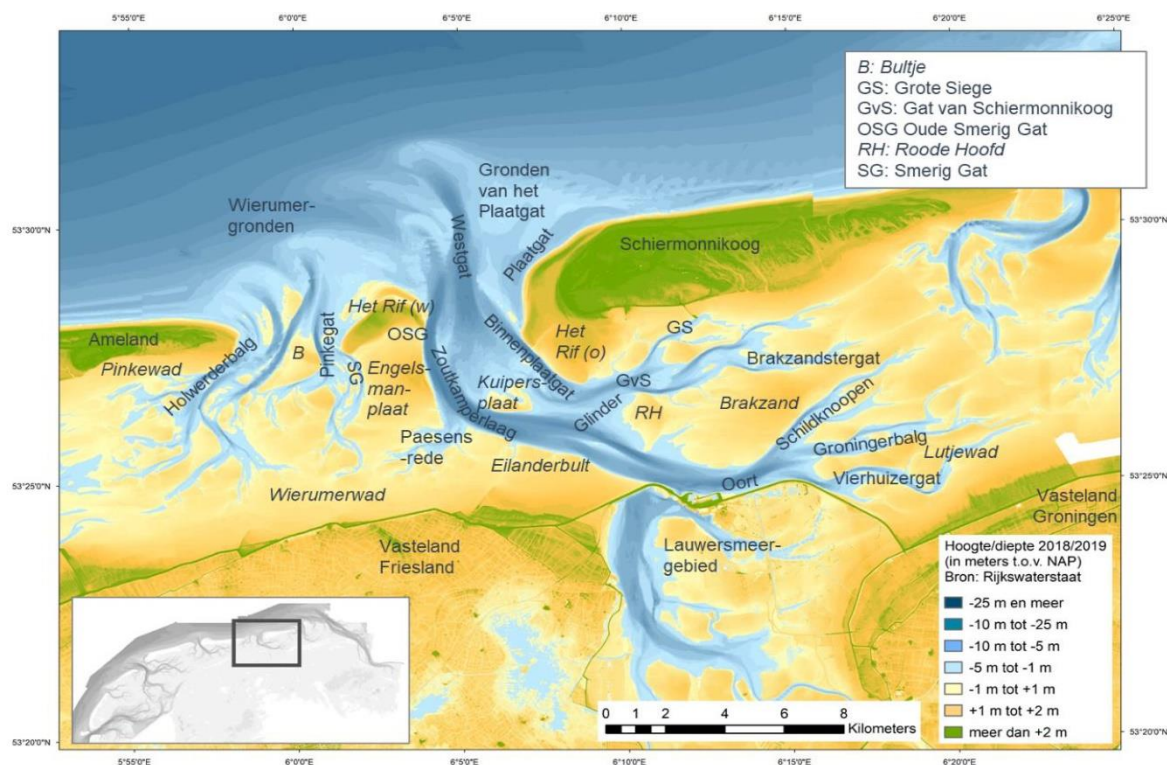 5°55'0"E 6°0'0"E 6°5'0"E 6°10'0"E 6°15'0"E 6°20'0"E 6°25'0"E
B: Bultje
GS: Grote Siege
GvS: Gat van Schiermonnikoog
OSG Oude Smerig Gat
RH: Roode Hoofd
SG: Smerig Gat
Gronden
van het
Plaatgat
Wierumer-
gronden
53°30'0"N
53°30'0"N
Westgat
Plaatgat
Schiermonnikoog
Het Rif (w)
OSG
Ameland
Pinkewad
Holwerderbalg
B
Pinkegat
SG
Engels-
man-
plaat
Zoutkamperlaag
Binnenplaatgat
Kuipers-
plaat
Het
Rif (o)
GS
GvS
Glinder
RH
Brakzandstergat
Brakzand
Schildknoopen
Paesens
-rede
Eilanderbult
Groningerbalg
Lutjewad
Vierhuizergat
Oort
Wierumerwad
53°25'0"N
53°25'0"N
Vasteland
Groningen
Vasteland
Friesland
Lauwersmeer-
gebied
Hoogte/diepte 2018/2019
(in meters t.o.v. NAP)
Bron: Rijkswaterstaat
-25 m en meer
-10 m tot -25 m
-10 m tot -5 m
-5 m tot -1 m
-1 m tot +1 m
+1 m tot +2 m
meer dan +2 m
0 1 2 4 6 8
Kilometers
53°20'0"N
53°20'0"N
5°55'0"E 6°0'0"E 6°5'0"E 6°10'0"E 6°15'0"E 6°20'0"E